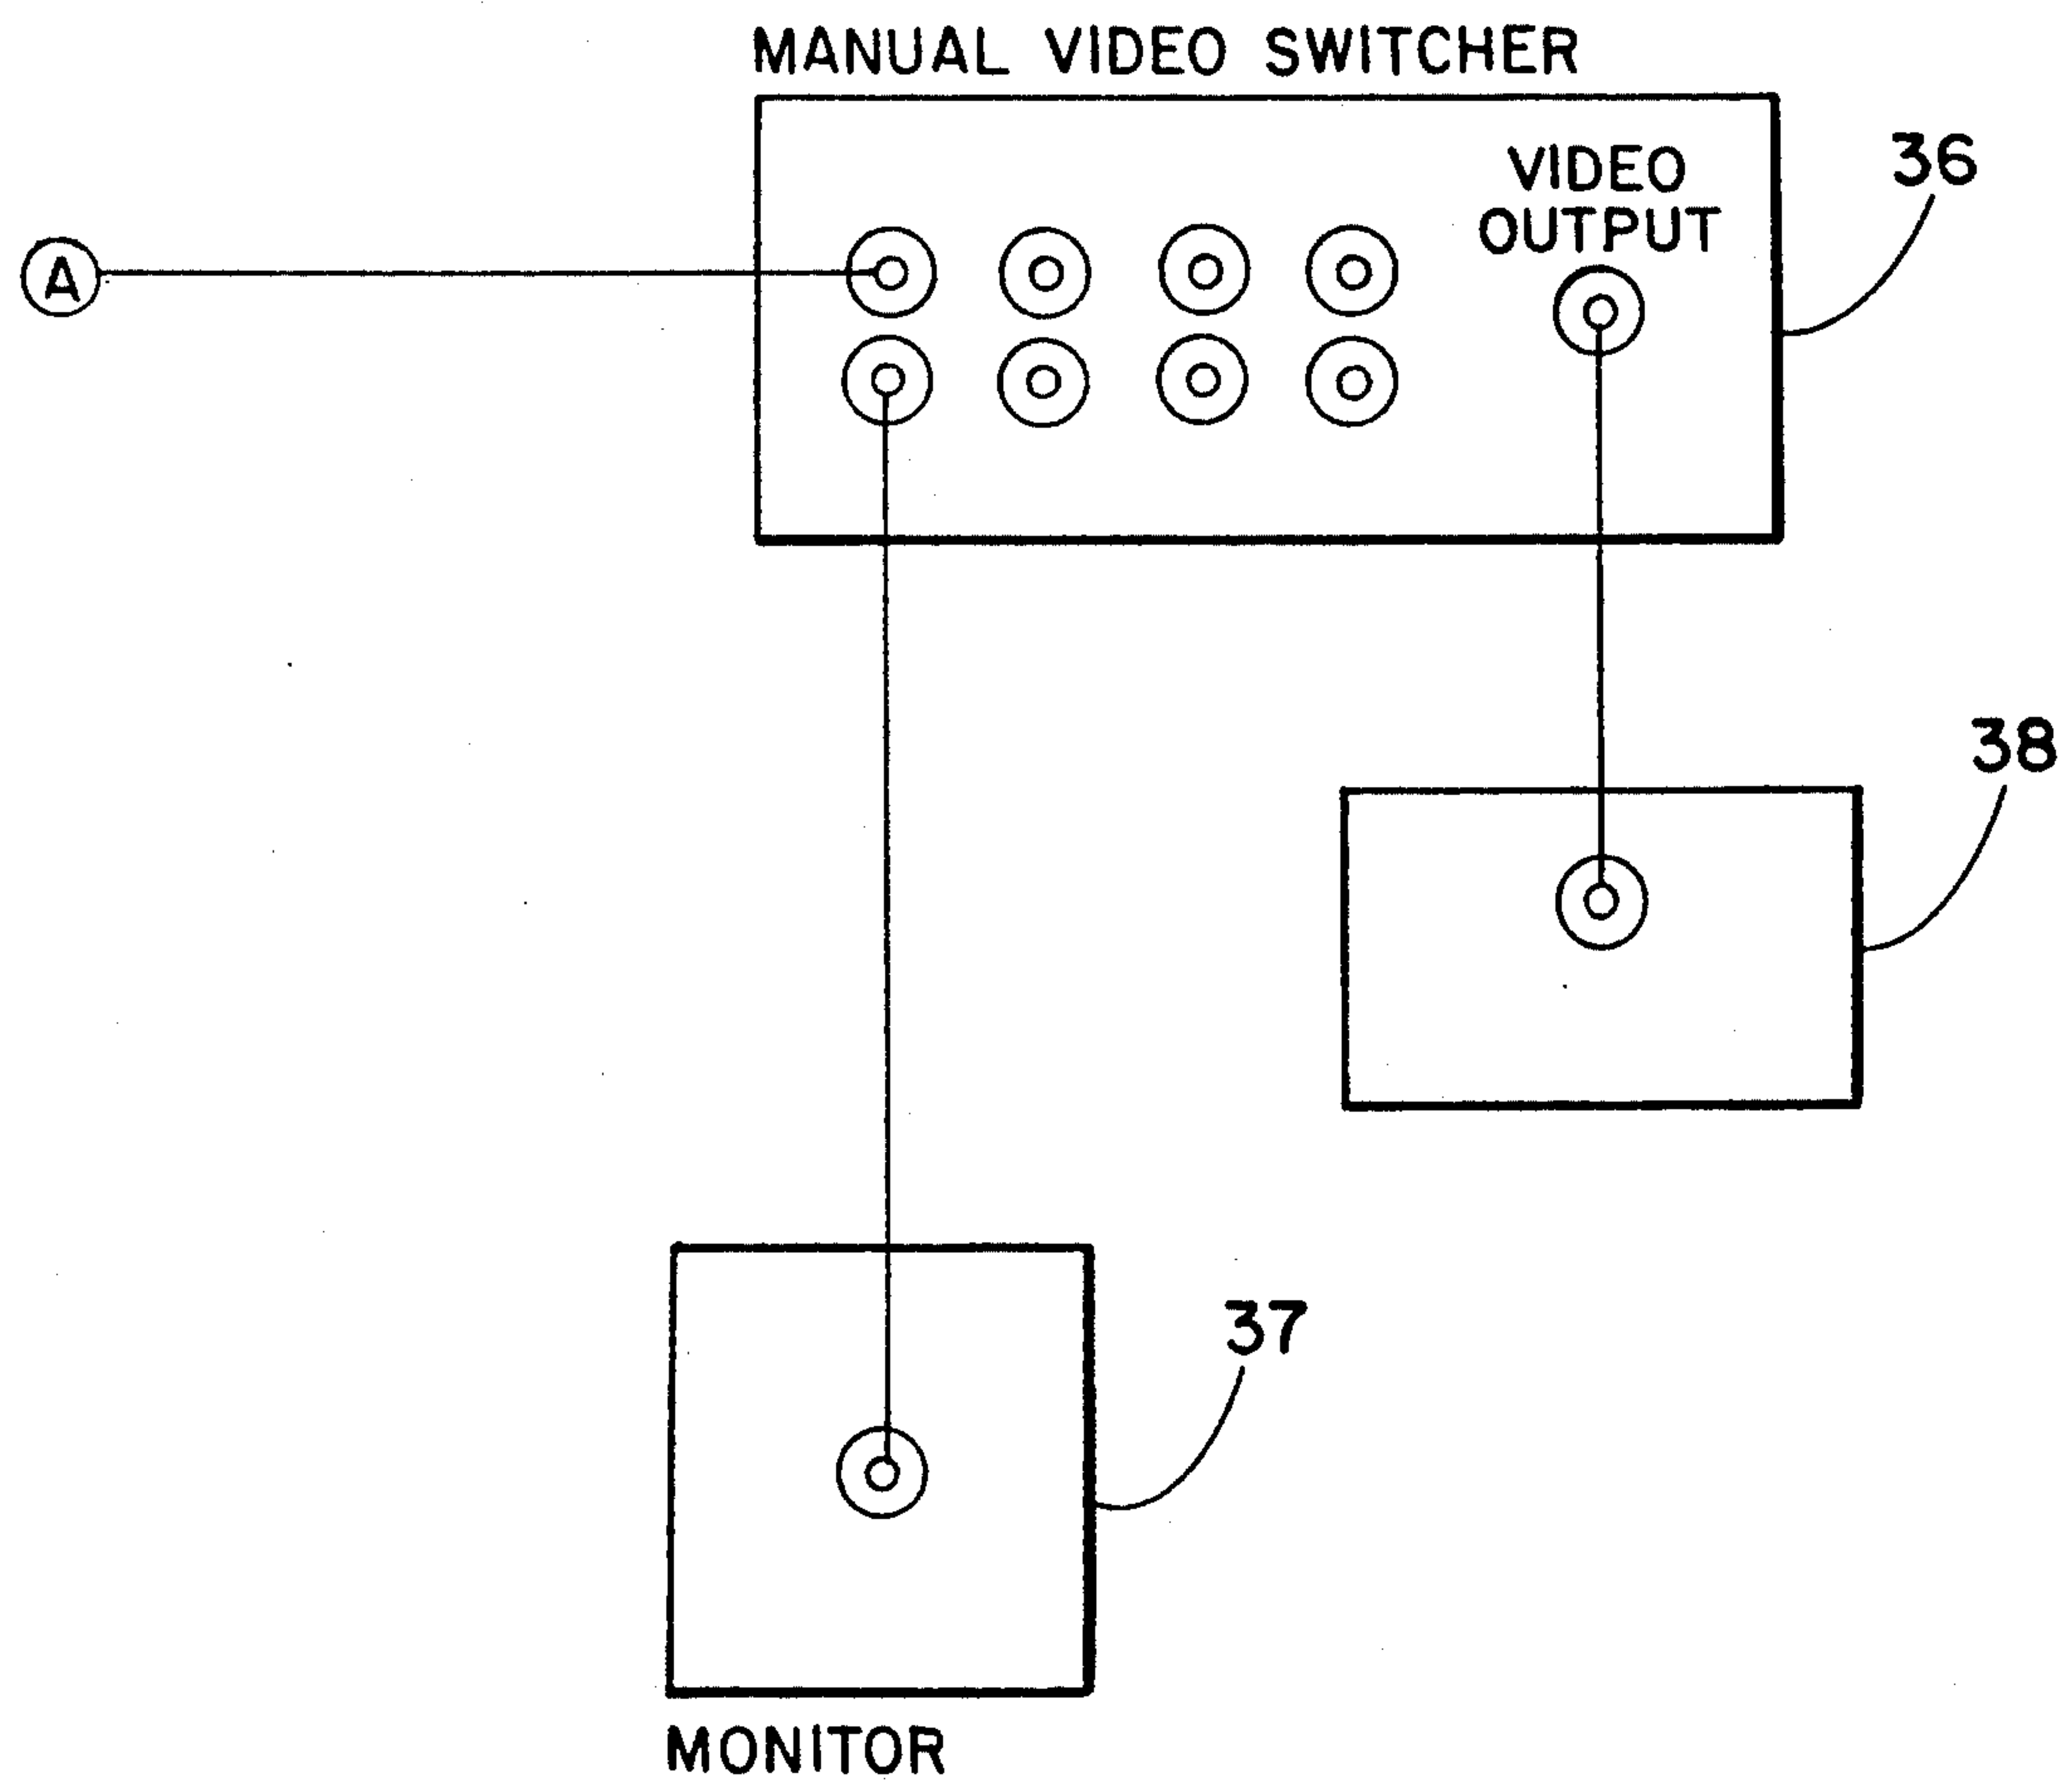 MANUAL VIDEO SWITCHER
36
VIDEO
OUTPUT
A
38
37
MONITOR